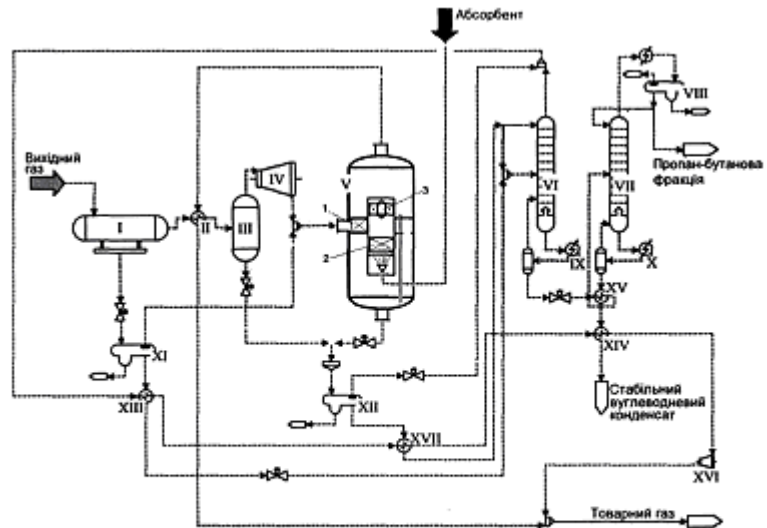 Абсорбент
Вихідний
газ
I
II
III
IV
V
1
2
3
VI
VII
VIII
Пропан-бутанова
фракція
IX
X
XV
XIV
XI
XII
XIII
XVII
Стабільний
вуглеводневий
конденсат
XVI
Товарний газ